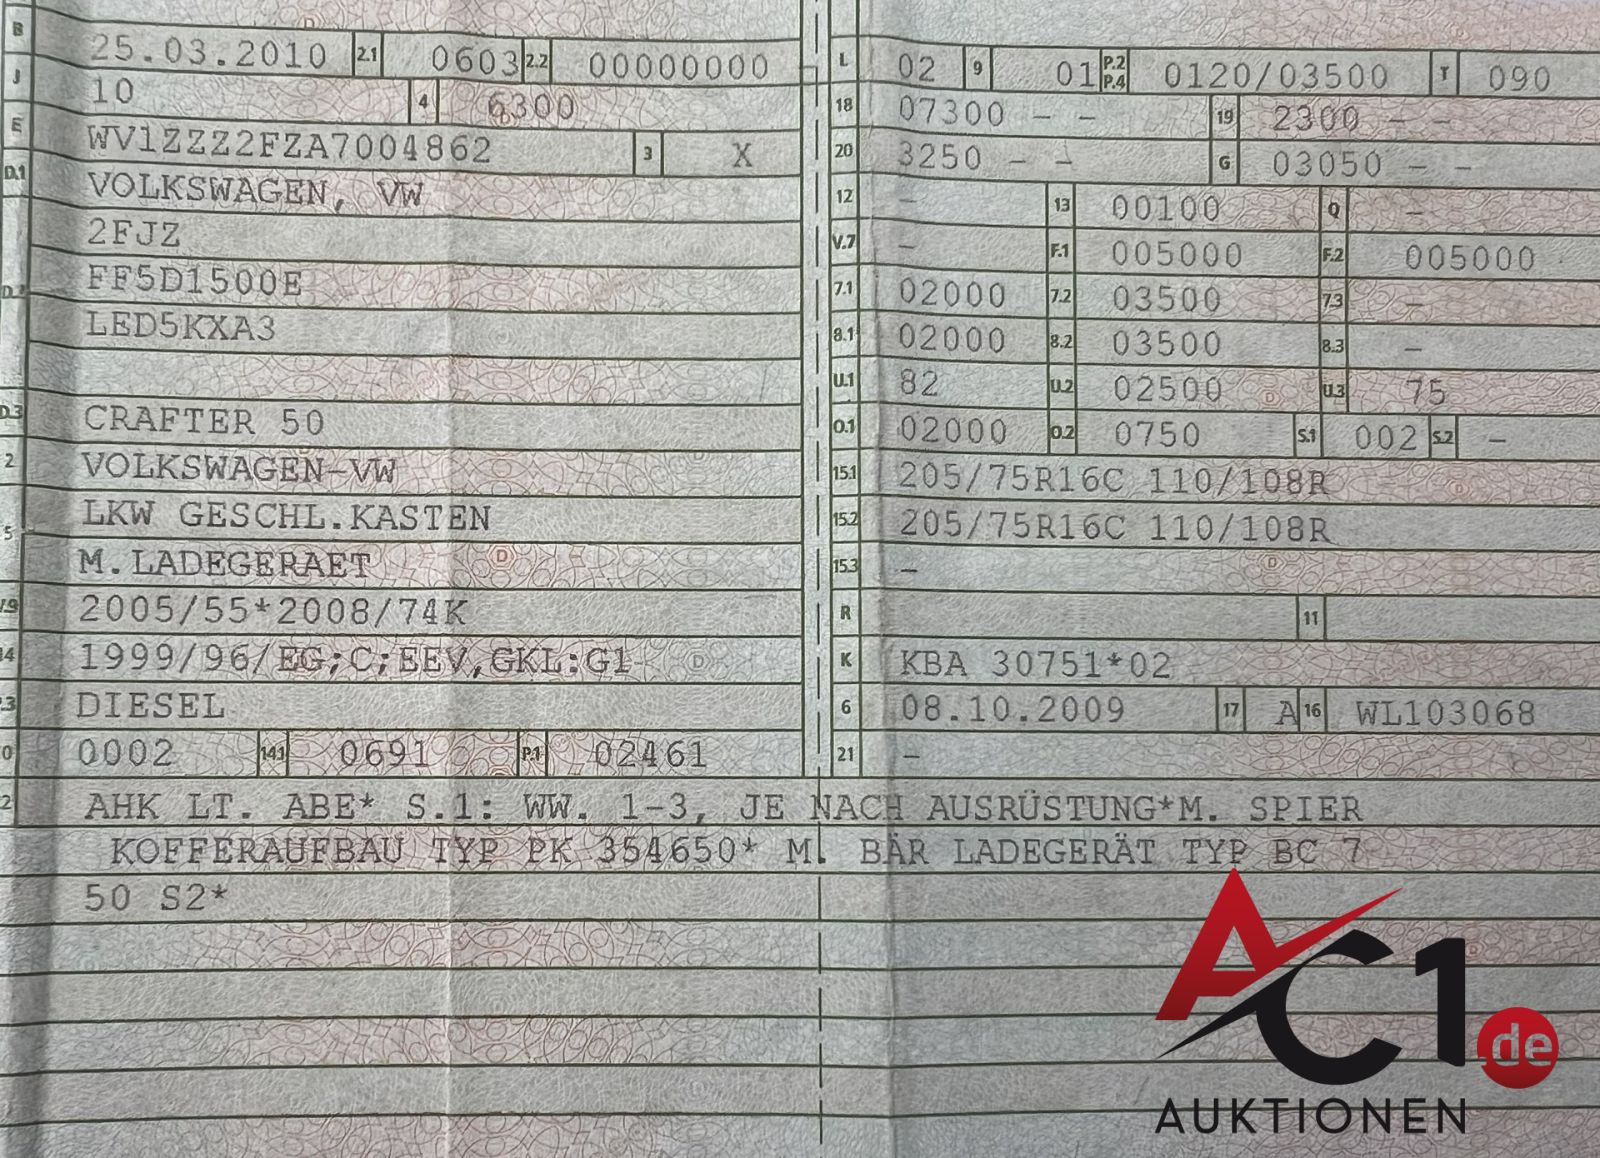 B 25.03.2010 2.1 0603 2.2 00000000
J 10 4 6300
E WV1ZZZ2FZA7004862 3 X
D.1 VOLKSWAGEN, VW
2FJZ
D.2 FF5D1500E
LED5KXA3
D.3 CRAFTER 50
2 VOLKSWAGEN-VW
5 LKW GESCHL.KASTEN
M.LADEGERAET
V.9 2005/55*2008/74K
14 1999/96/EG;C;EEV,GKL:G1
P.3 DIESEL
10 0002 14.1 0691 P.1 02461
L 02 9 01 P.2 P.4 0120/03500 T 090
18 07300 - - 19 2300 - -
20 3250 - - G 03050 - -
12 - 13 00100 Q -
V.7 - F.1 005000 F.2 005000
7.1 02000 7.2 03500 7.3 -
8.1 02000 8.2 03500 8.3 -
U.1 82 U.2 02500 U.3 75
O.1 02000 O.2 0750 S.1 002 S.2 -
15.1 205/75R16C 110/108R
15.2 205/75R16C 110/108R
15.3 -
R 11
K KBA 30751*02
6 08.10.2009 17 A 16 WL103068
21 -
22 AHK LT. ABE* S.1: WW. 1-3, JE NACH AUSRÜSTUNG*M. SPIER
KOFFERAUFBAU TYP PK 354650* M. BÄR LADEGERÄT TYP BC 7
50 S2*
AC1.de
AUKTIONEN